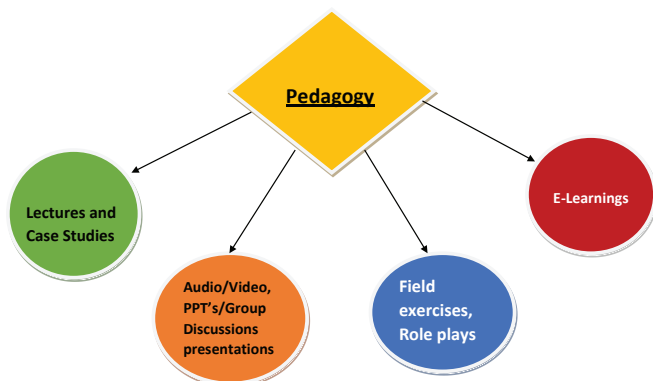 Pedagogy
Lectures and
Case Studies
Audio/Video,
PPT's/Group
Discussions
presentations
Field
exercises,
Role plays
E-Learnings